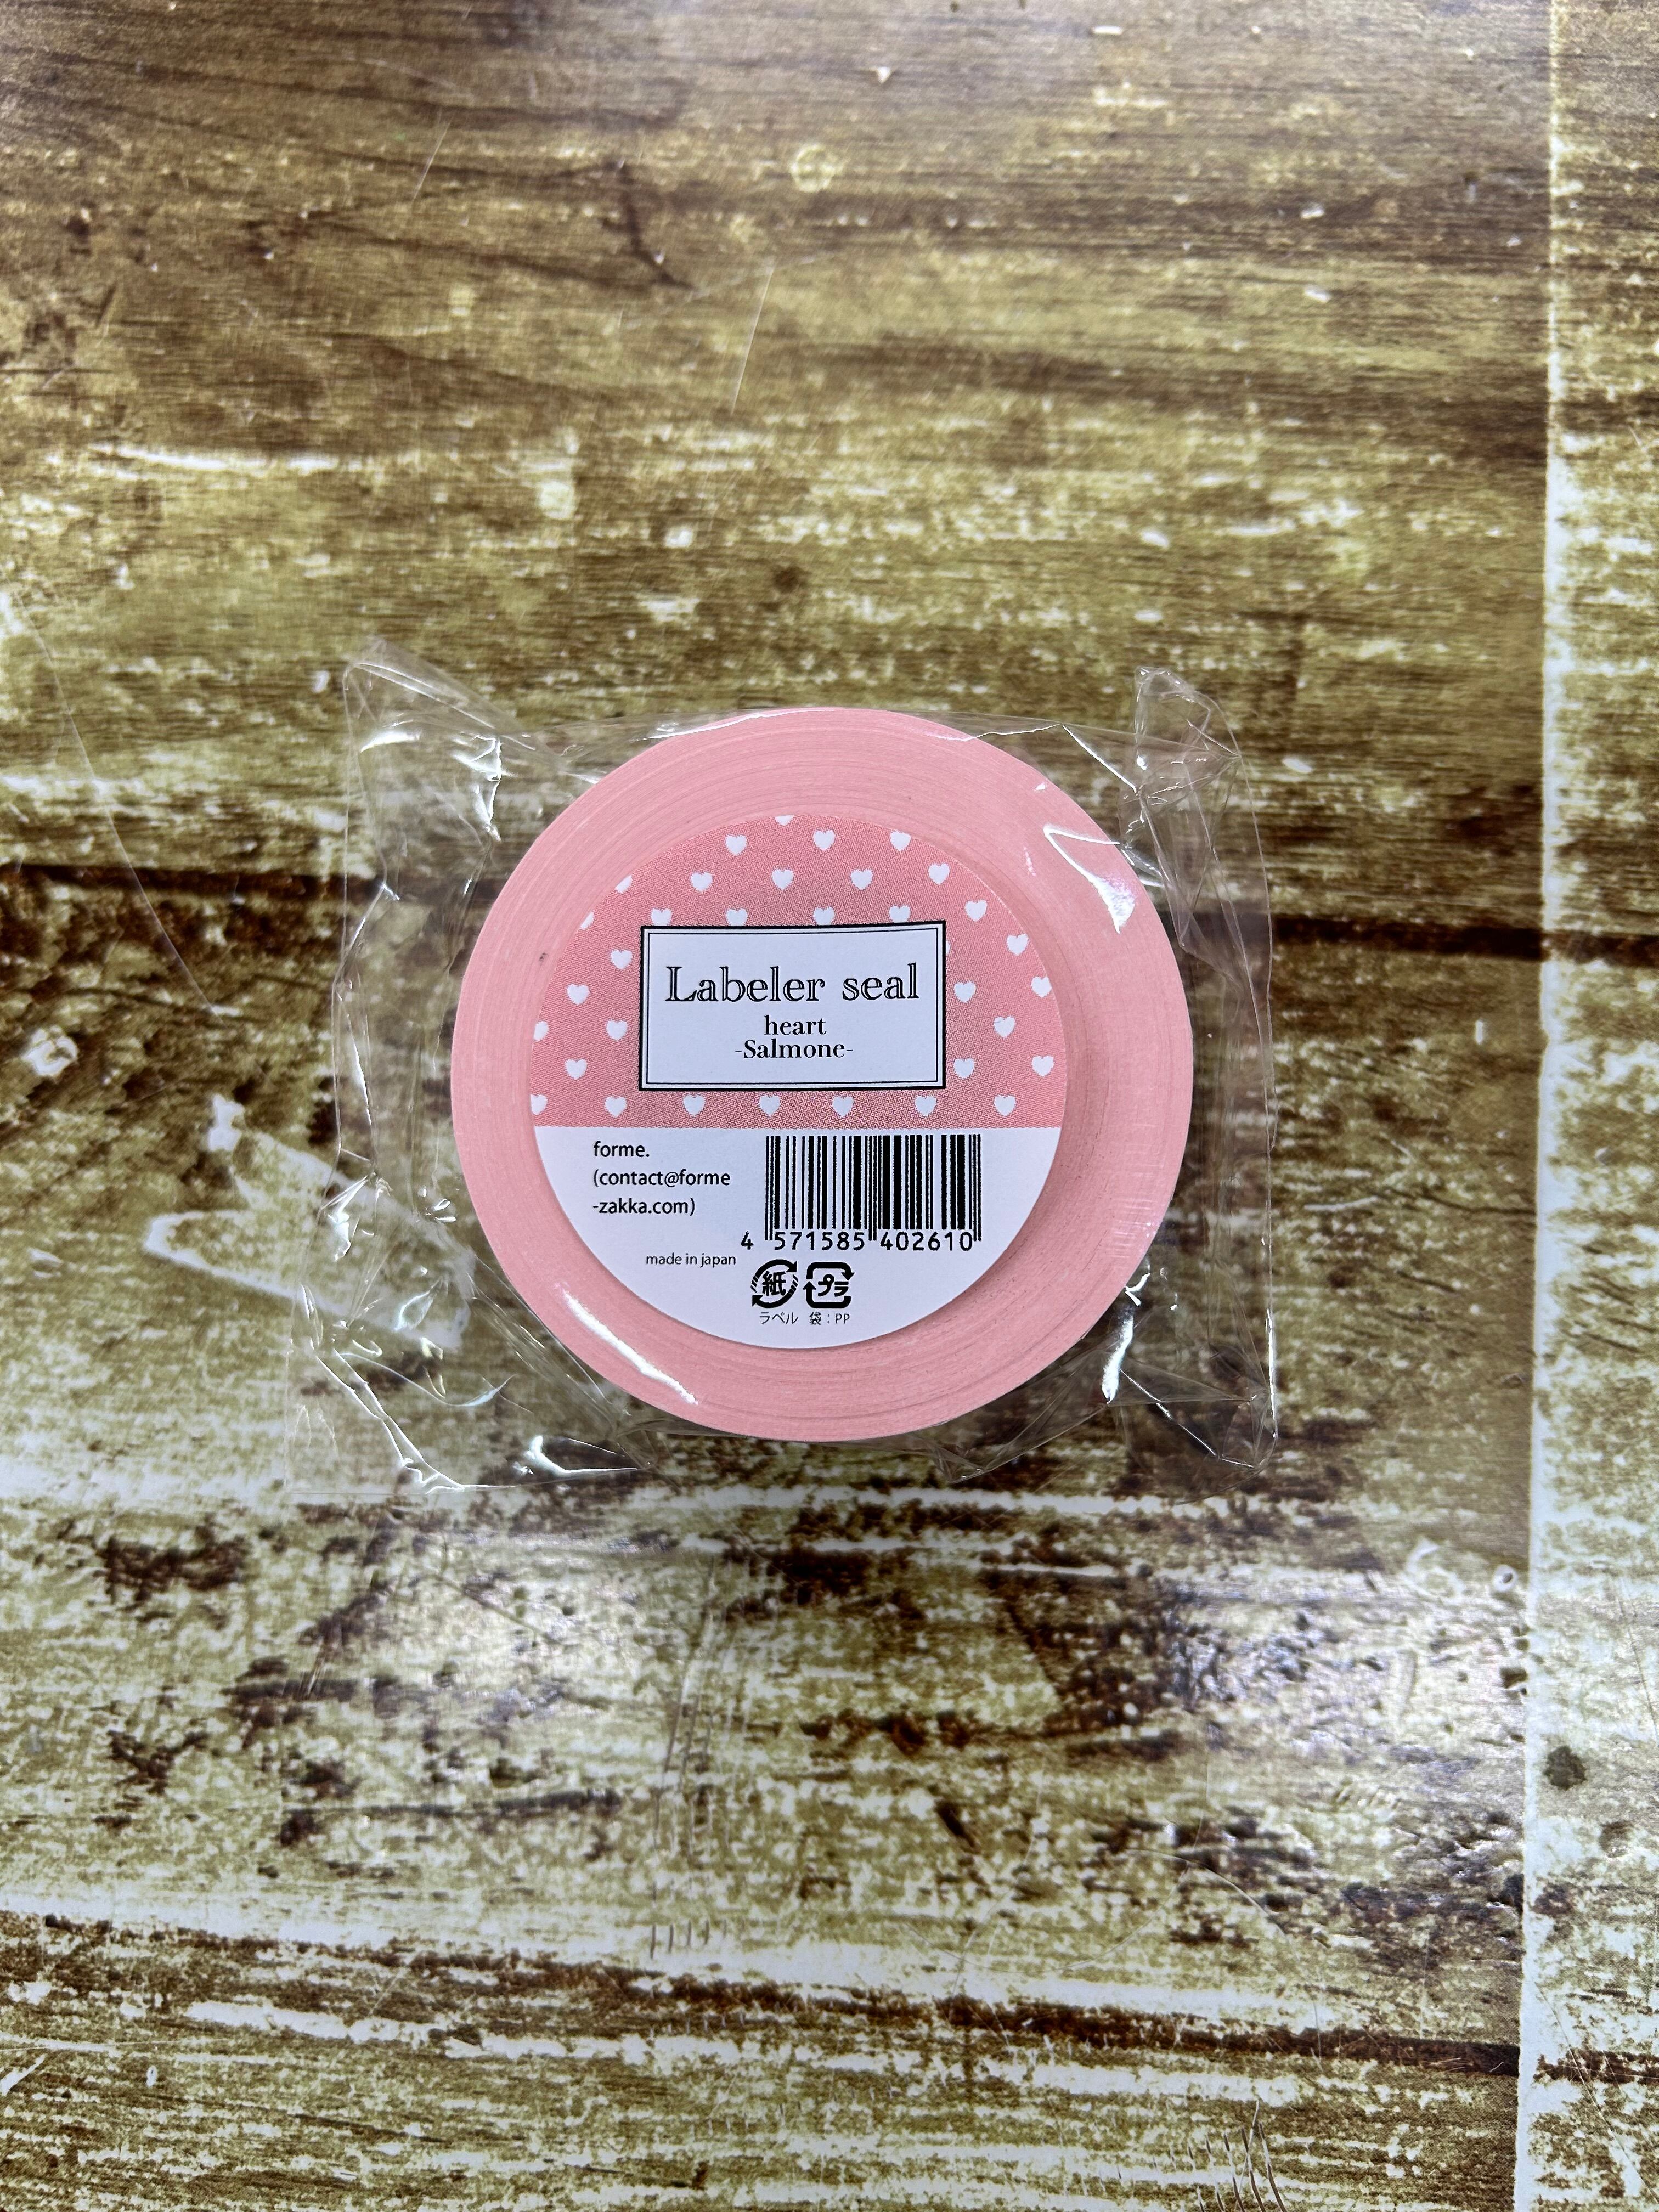 Labeler seal
heart
-Salmone-
forme.
(contact@forme
-zakka.com)
4 571585 402610
made in japan
紙 プラ
ラベル 袋:PP